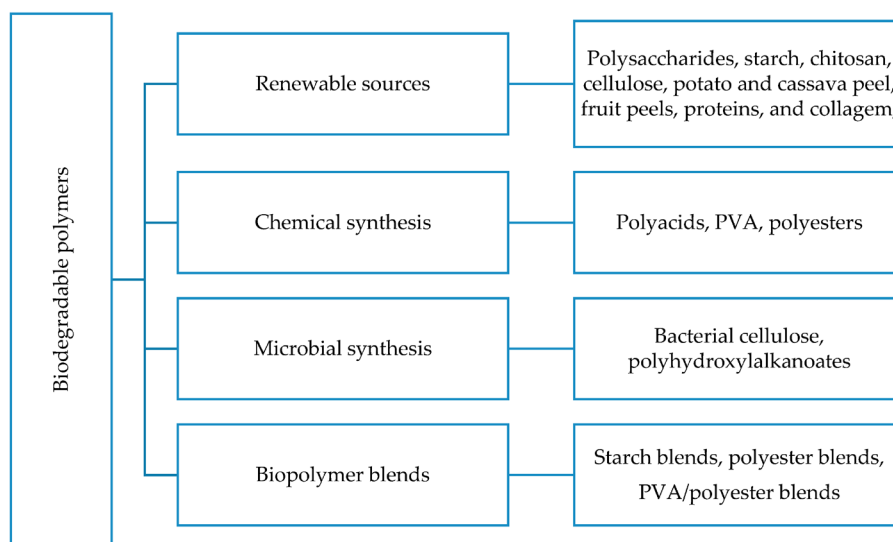 Biodegradable polymers
Renewable sources
Polysaccharides, starch, chitosan,
cellulose, potato and cassava peel,
fruit peels, proteins, and collagem,
Chemical synthesis
Polyacids, PVA, polyesters
Microbial synthesis
Bacterial cellulose,
polyhydroxylalkanoates
Biopolymer blends
Starch blends, polyester blends,
PVA/polyester blends